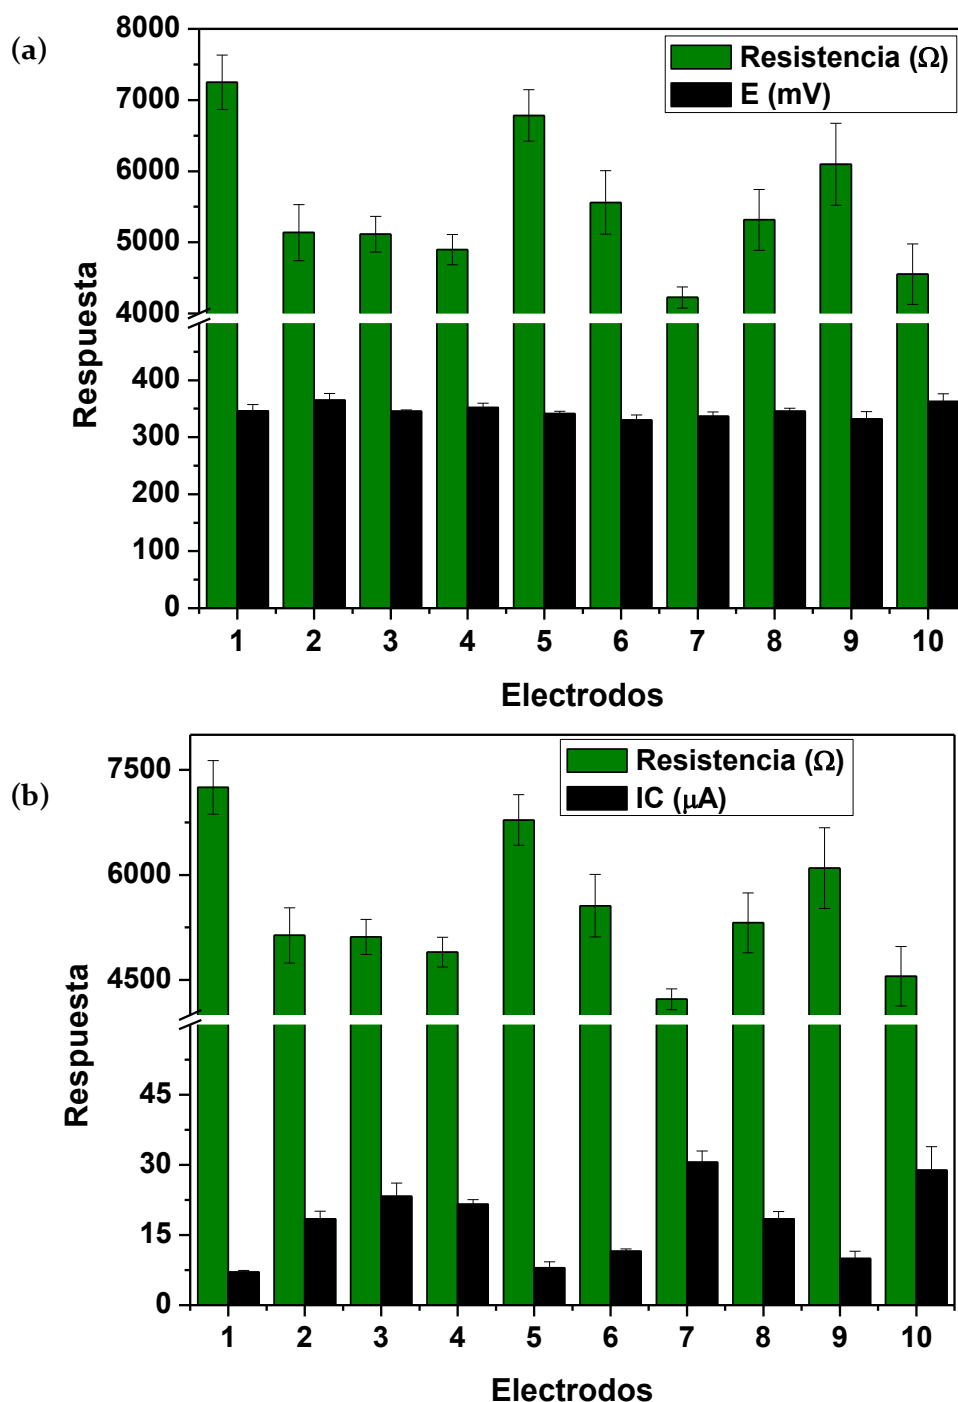 (a)
8000
7000
6000
5000
4000
400
300
200
100
0
Respuesta
Resistencia (Ω)
E (mV)
1 2 3 4 5 6 7 8 9 10
Electrodos
(b)
7500
6000
4500
45
30
15
0
Respuesta
Resistencia (Ω)
IC (μA)
1 2 3 4 5 6 7 8 9 10
Electrodos